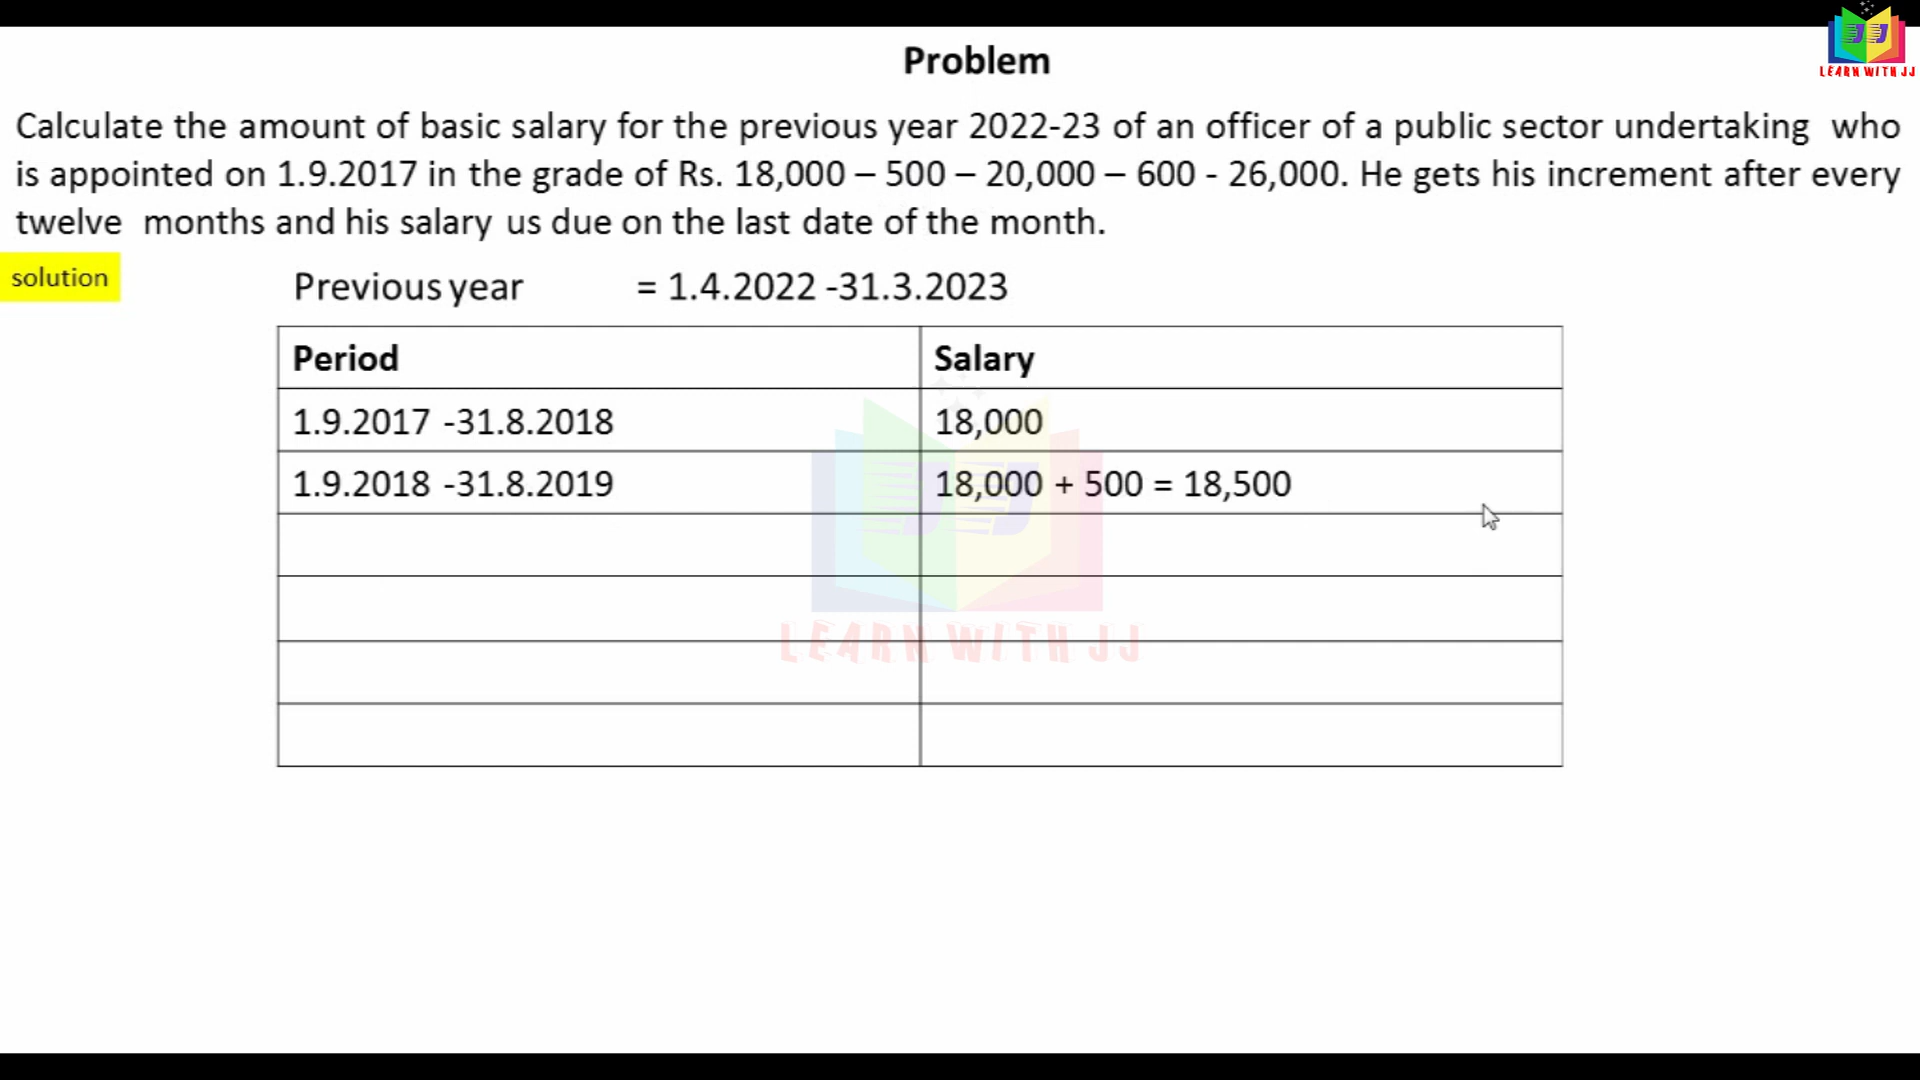 LEARN WITH JJ
Problem
Calculate the amount of basic salary for the previous year 2022-23 of an officer of a public sector undertaking who
is appointed on 1.9.2017 in the grade of Rs. 18,000 – 500 – 20,000 – 600 - 26,000. He gets his increment after every
twelve months and his salary us due on the last date of the month.
solution
Previous year = 1.4.2022 -31.3.2023
Period Salary
1.9.2017 -31.8.2018 18,000
1.9.2018 -31.8.2019 18,000 + 500 = 18,500
JJ
LEARN WITH JJ